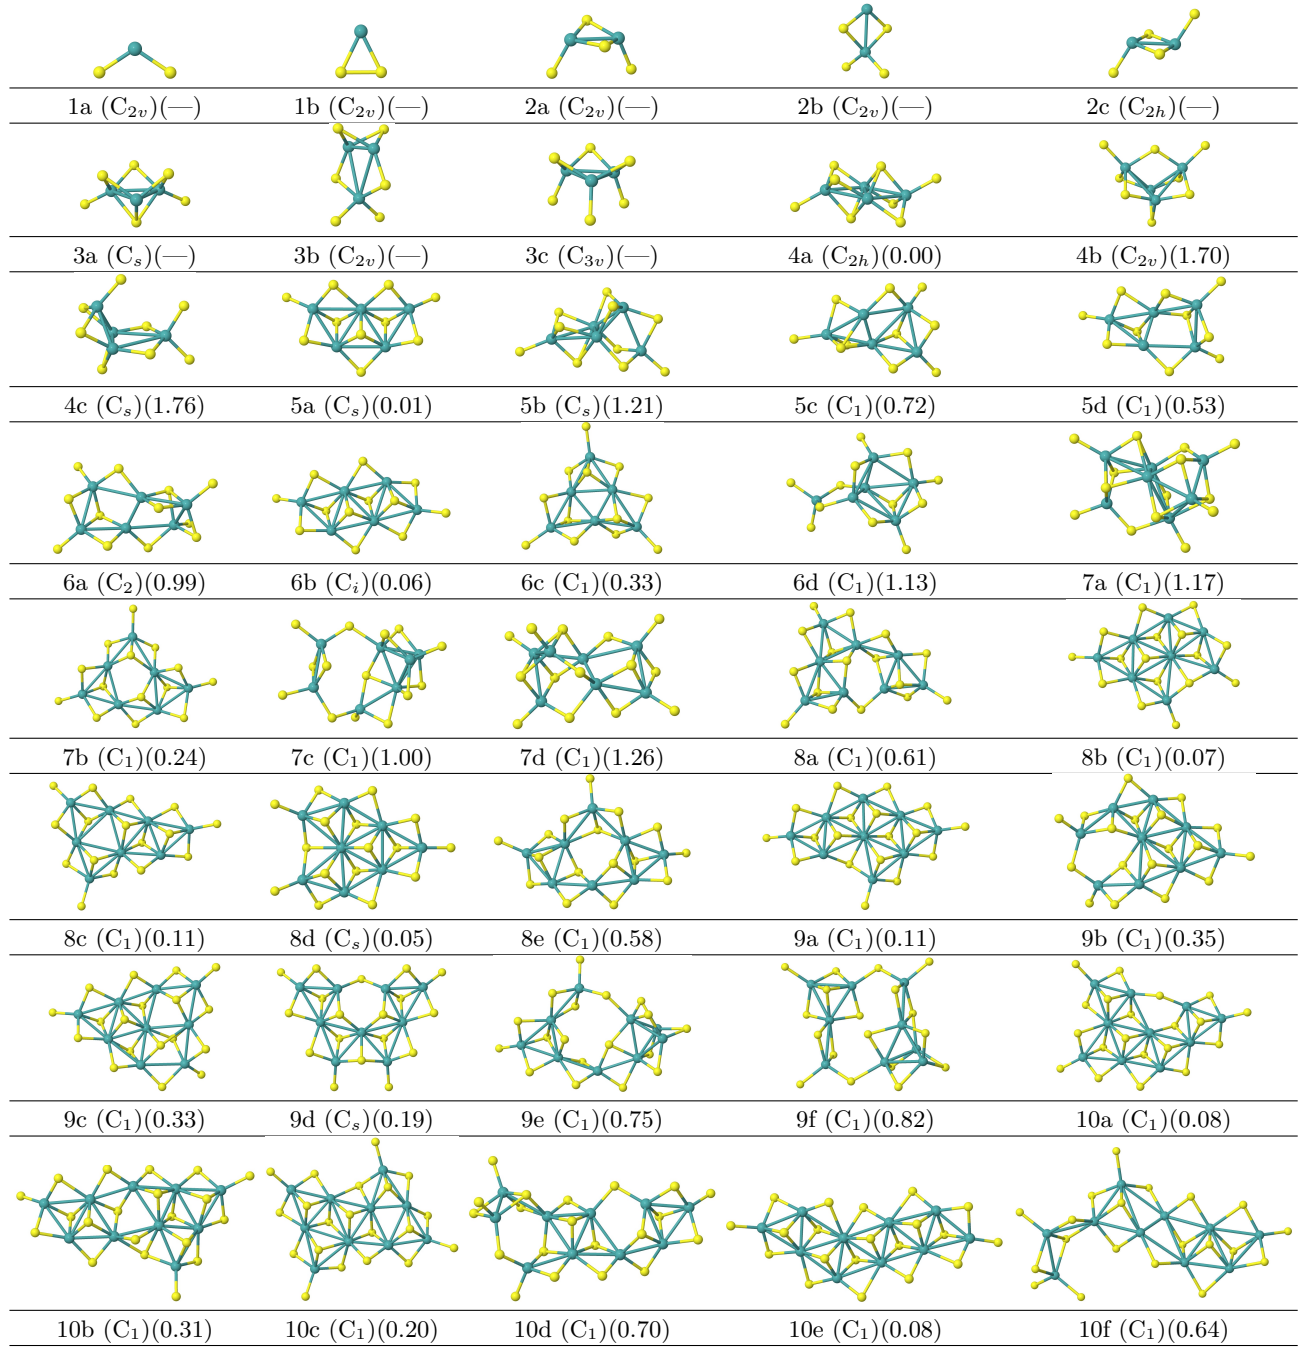 1a (C₂ᵥ)(—) 1b (C₂ᵥ)(—) 2a (C₂ᵥ)(—) 2b (C₂ᵥ)(—) 2c (C₂ₕ)(—)
3a (Cₛ)(—) 3b (C₂ᵥ)(—) 3c (C₃ᵥ)(—) 4a (C₂ₕ)(0.00) 4b (C₂ᵥ)(1.70)
4c (Cₛ)(1.76) 5a (Cₛ)(0.01) 5b (Cₛ)(1.21) 5c (C₁)(0.72) 5d (C₁)(0.53)
6a (C₂)(0.99) 6b (Cᵢ)(0.06) 6c (C₁)(0.33) 6d (C₁)(1.13) 7a (C₁)(1.17)
7b (C₁)(0.24) 7c (C₁)(1.00) 7d (C₁)(1.26) 8a (C₁)(0.61) 8b (C₁)(0.07)
8c (C₁)(0.11) 8d (Cₛ)(0.05) 8e (C₁)(0.58) 9a (C₁)(0.11) 9b (C₁)(0.35)
9c (C₁)(0.33) 9d (Cₛ)(0.19) 9e (C₁)(0.75) 9f (C₁)(0.82) 10a (C₁)(0.08)
10b (C₁)(0.31) 10c (C₁)(0.20) 10d (C₁)(0.70) 10e (C₁)(0.08) 10f (C₁)(0.64)